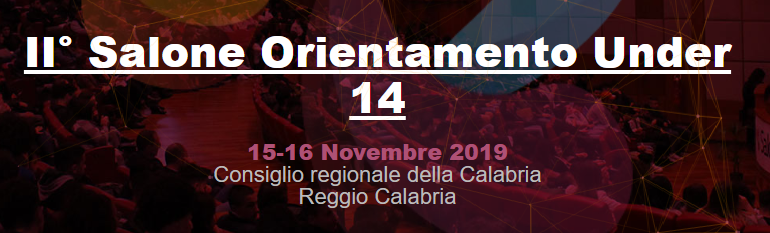 II° Salone Orientamento Under
14
15-16 Novembre 2019
Consiglio regionale della Calabria
Reggio Calabria